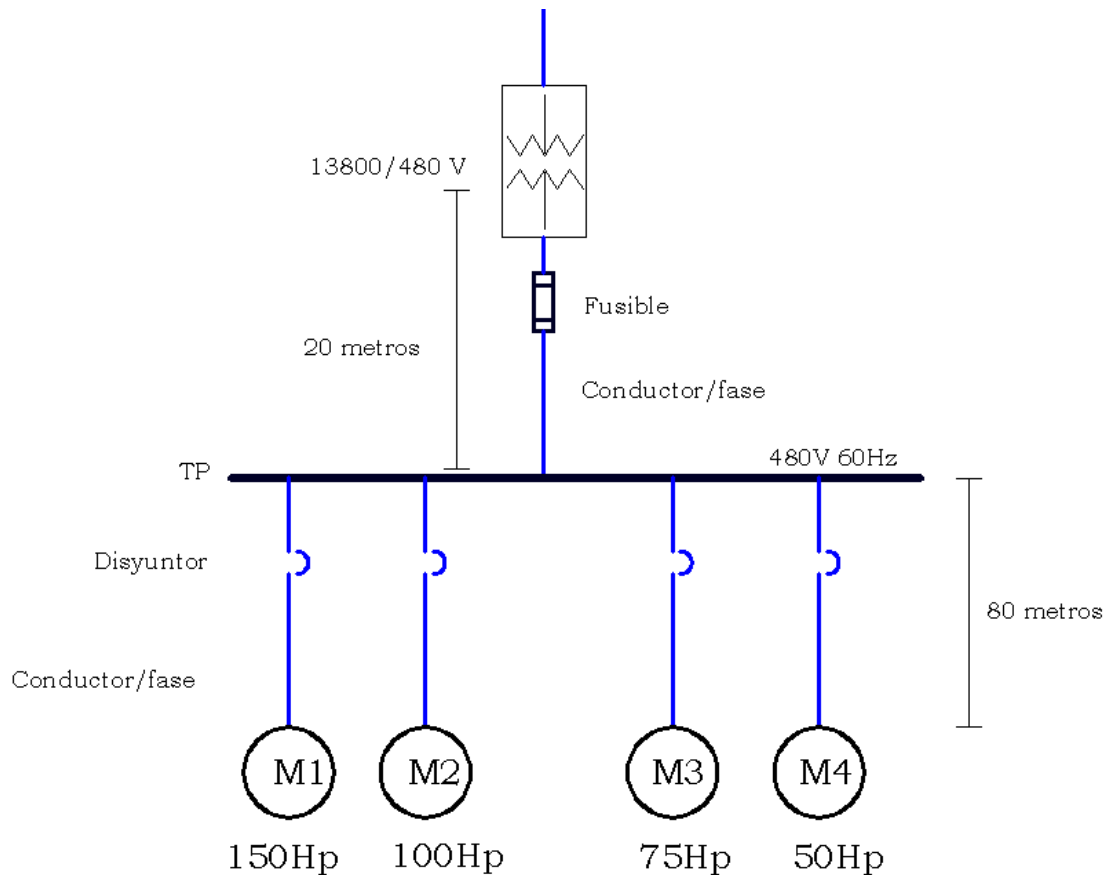 13800/480 V
Fusible
20 metros
Conductor/fase
TP
480V 60Hz
Disyuntor
80 metros
Conductor/fase
M1
M2
M3
M4
150Hp
100Hp
75Hp
50Hp